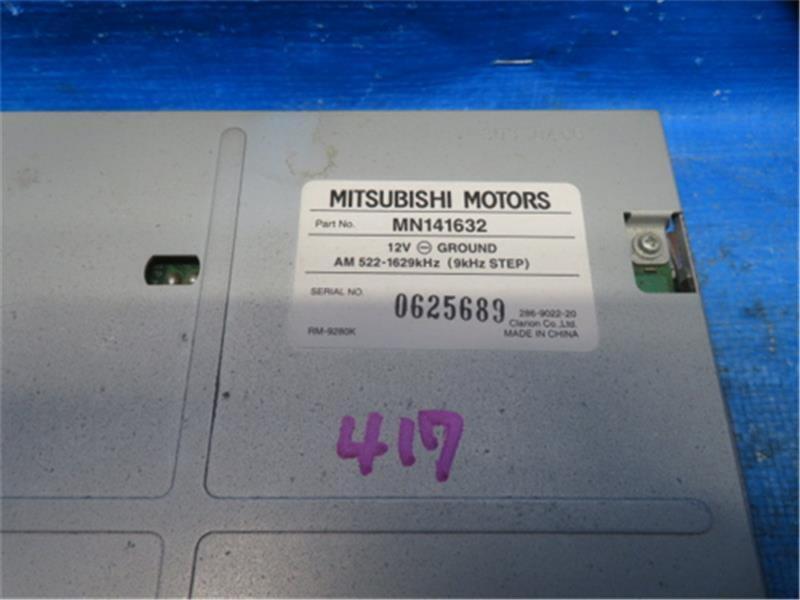 MITSUBISHI MOTORS
Part No. MN141632
12V ⊖ GROUND
AM 522-1629kHz (9kHz STEP)
SERIAL NO. 0625689
286-9022-20
Clarion Co.,Ltd.
RM-9280K MADE IN CHINA
417